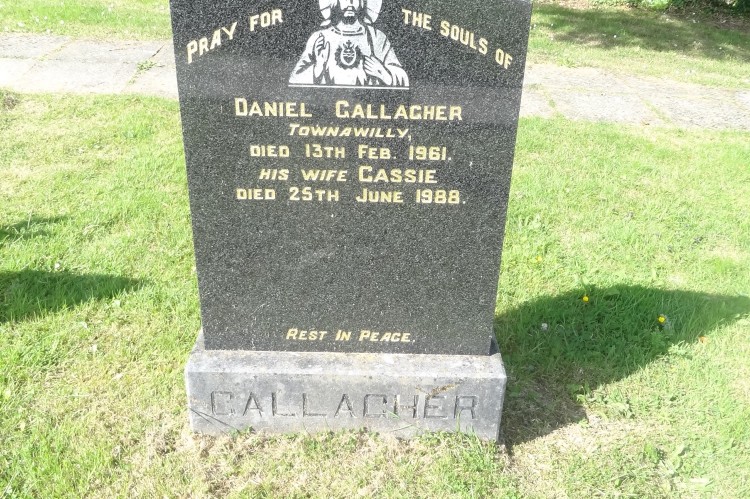 PRAY FOR THE SOULS OF
DANIEL GALLAGHER
TOWNAWILLY,
DIED 13TH FEB. 1961.
HIS WIFE CASSIE
DIED 25TH JUNE 1988.
REST IN PEACE.
GALLAGHER